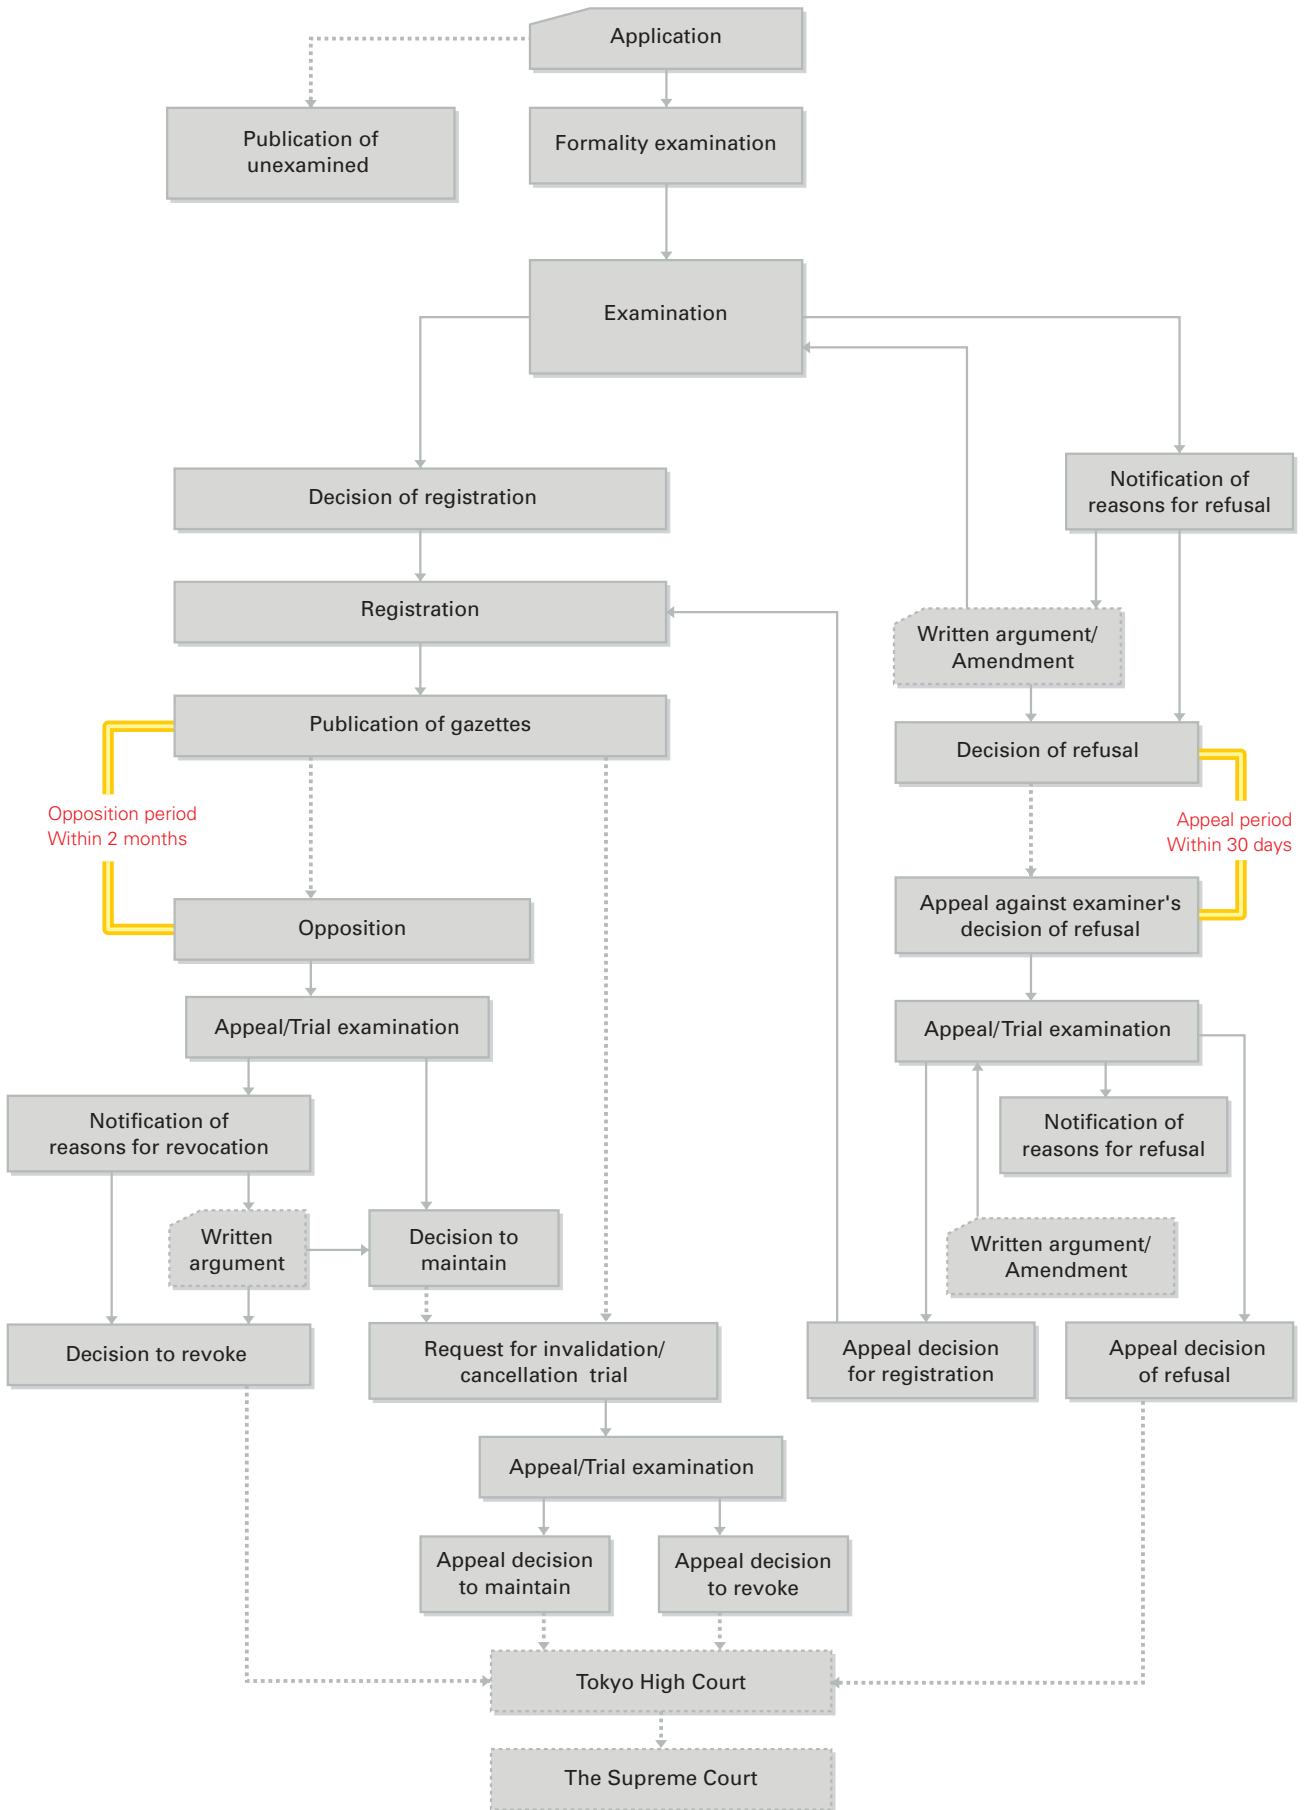 Application
Publication of
unexamined
Formality examination
Examination
Decision of registration
Notification of
reasons for refusal
Registration
Written argument/
Amendment
Publication of gazettes
Decision of refusal
Opposition period
Within 2 months
Appeal period
Within 30 days
Opposition
Appeal against examiner's
decision of refusal
Appeal/Trial examination
Appeal/Trial examination
Notification of
reasons for revocation
Notification of
reasons for refusal
Written
argument
Decision to
maintain
Written argument/
Amendment
Decision to revoke
Request for invalidation/
cancellation trial
Appeal decision
for registration
Appeal decision
of refusal
Appeal/Trial examination
Appeal decision
to maintain
Appeal decision
to revoke
Tokyo High Court
The Supreme Court